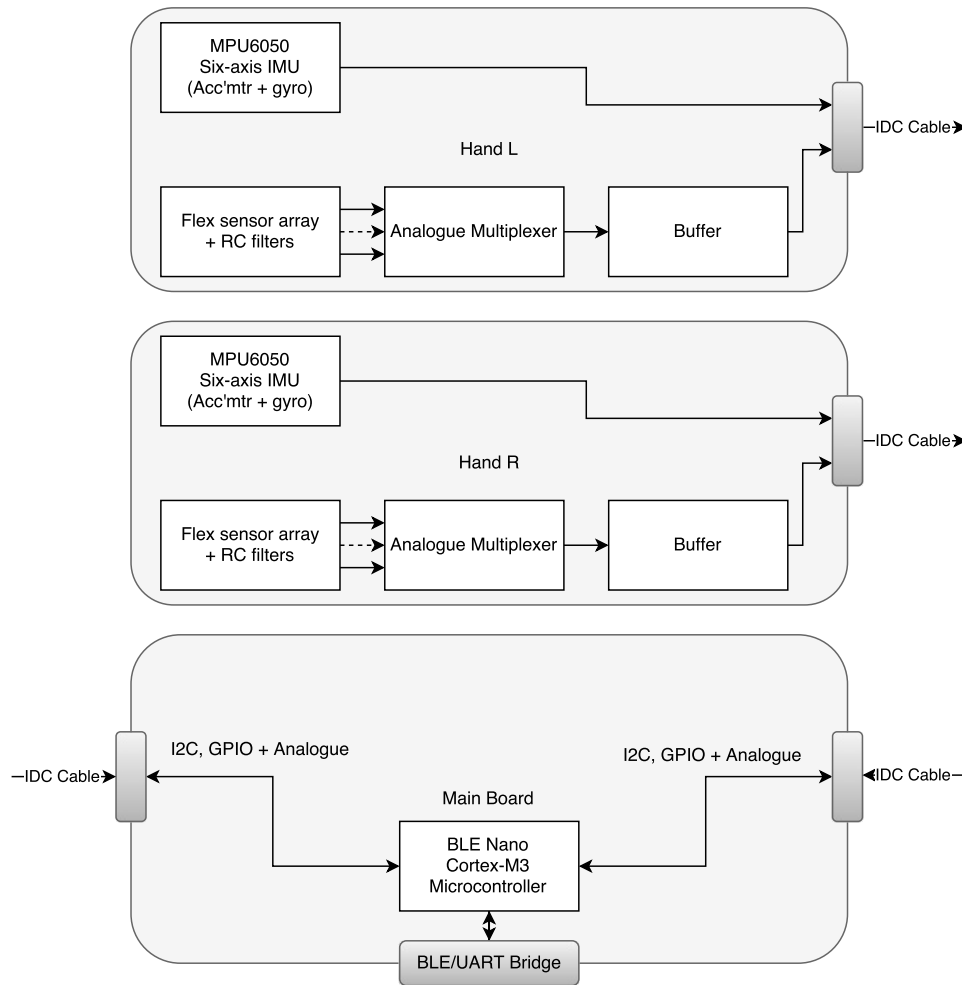 MPU6050
Six-axis IMU
(Acc'mtr + gyro)
IDC Cable
Hand L
Flex sensor array
+ RC filters
Analogue Multiplexer
Buffer
MPU6050
Six-axis IMU
(Acc'mtr + gyro)
IDC Cable
Hand R
Flex sensor array
+ RC filters
Analogue Multiplexer
Buffer
I2C, GPIO + Analogue
I2C, GPIO + Analogue
IDC Cable
IDC Cable
Main Board
BLE Nano
Cortex-M3
Microcontroller
BLE/UART Bridge